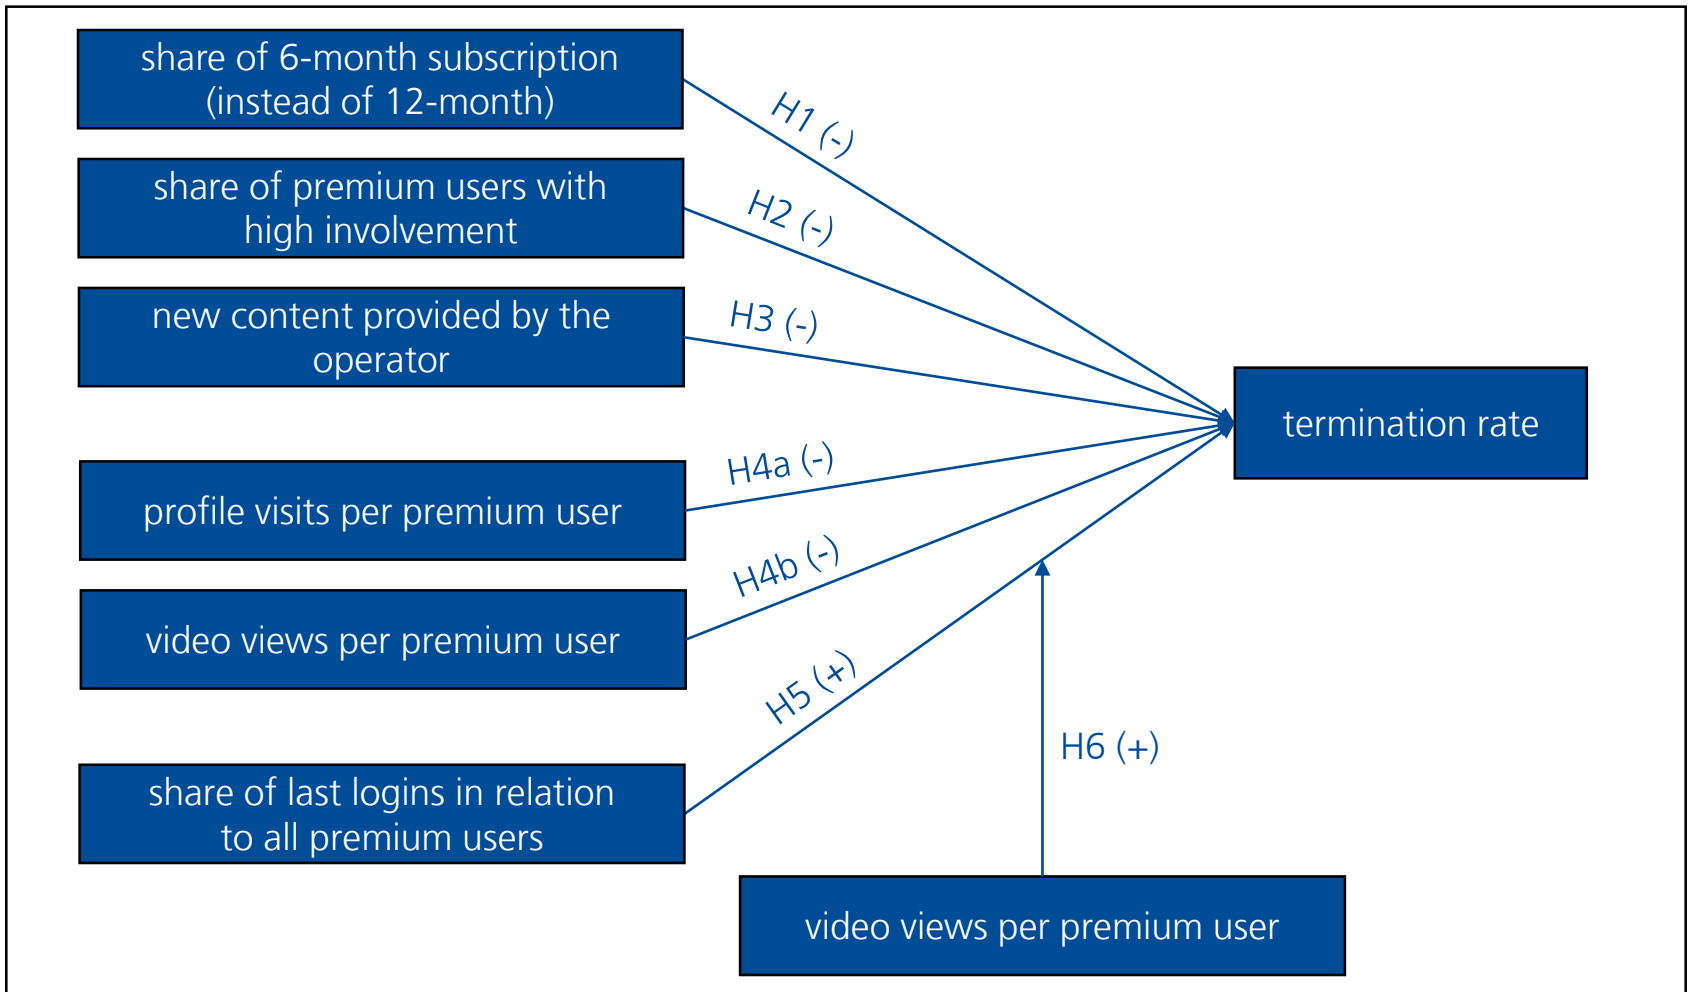 share of 6-month subscription
(instead of 12-month)
H1 (-)
share of premium users with
high involvement
H2 (-)
new content provided by the
operator
H3 (-)
termination rate
profile visits per premium user
H4a (-)
video views per premium user
H4b (-)
share of last logins in relation
to all premium users
H5 (+)
H6 (+)
video views per premium user